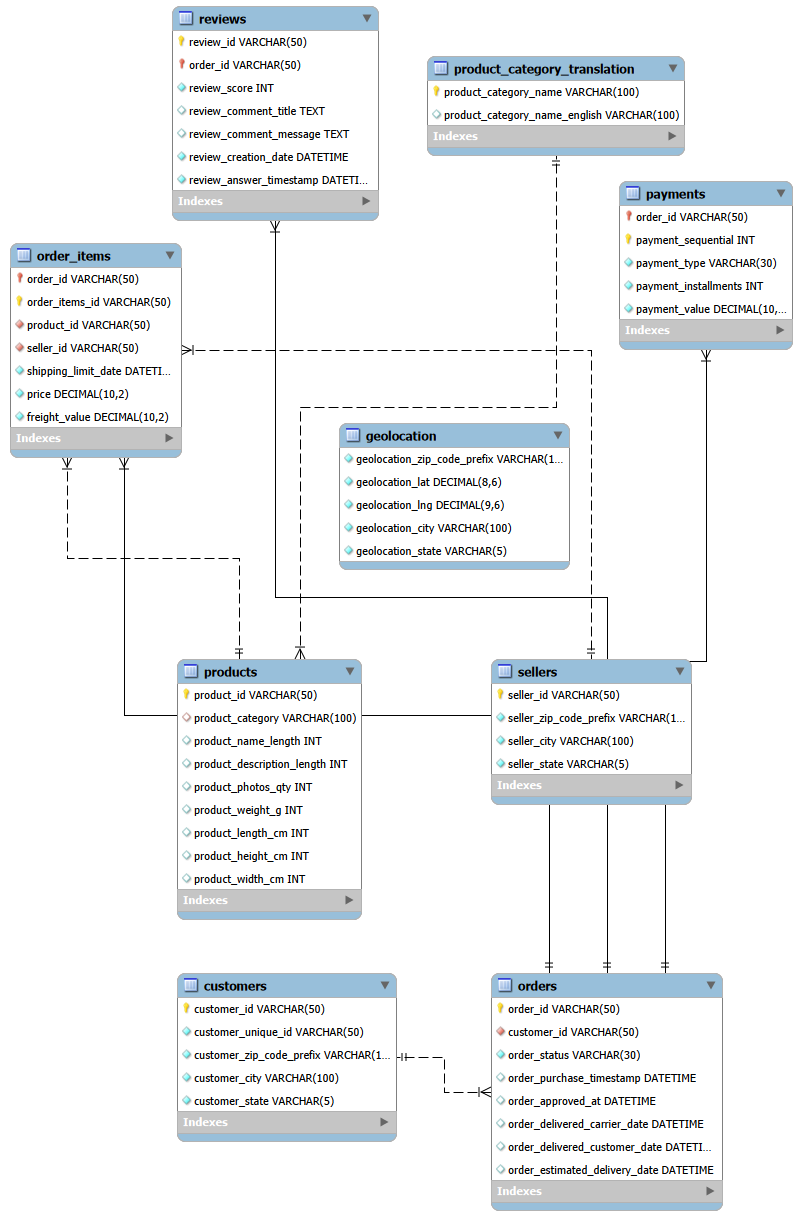 reviews
review_id VARCHAR(50)
order_id VARCHAR(50)
review_score INT
review_comment_title TEXT
review_comment_message TEXT
review_creation_date DATETIME
review_answer_timestamp DATETI...
Indexes
product_category_translation
product_category_name VARCHAR(100)
product_category_name_english VARCHAR(100)
Indexes
payments
order_id VARCHAR(50)
payment_sequential INT
payment_type VARCHAR(30)
payment_installments INT
payment_value DECIMAL(10,...
Indexes
order_items
order_id VARCHAR(50)
order_items_id VARCHAR(50)
product_id VARCHAR(50)
seller_id VARCHAR(50)
shipping_limit_date DATETI...
price DECIMAL(10,2)
freight_value DECIMAL(10,2)
Indexes
geolocation
geolocation_zip_code_prefix VARCHAR(1...
geolocation_lat DECIMAL(8,6)
geolocation_lng DECIMAL(9,6)
geolocation_city VARCHAR(100)
geolocation_state VARCHAR(5)
products
product_id VARCHAR(50)
product_category VARCHAR(100)
product_name_length INT
product_description_length INT
product_photos_qty INT
product_weight_g INT
product_length_cm INT
product_height_cm INT
product_width_cm INT
Indexes
sellers
seller_id VARCHAR(50)
seller_zip_code_prefix VARCHAR(1...
seller_city VARCHAR(100)
seller_state VARCHAR(5)
Indexes
customers
customer_id VARCHAR(50)
customer_unique_id VARCHAR(50)
customer_zip_code_prefix VARCHAR(1...
customer_city VARCHAR(100)
customer_state VARCHAR(5)
Indexes
orders
order_id VARCHAR(50)
customer_id VARCHAR(50)
order_status VARCHAR(30)
order_purchase_timestamp DATETIME
order_approved_at DATETIME
order_delivered_carrier_date DATETIME
order_delivered_customer_date DATETI...
order_estimated_delivery_date DATETIME
Indexes